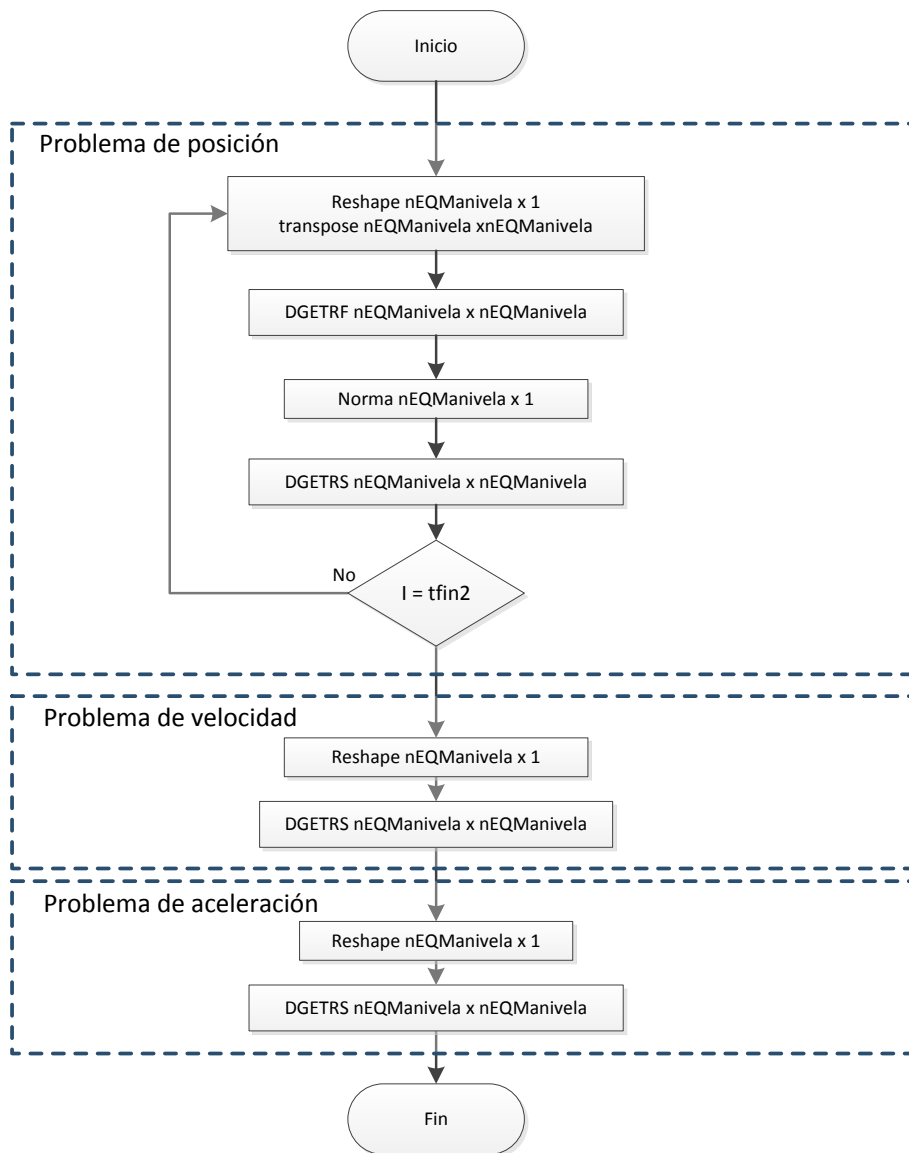 Inicio
Problema de posición
Reshape nEQManivela x 1
transpose nEQManivela xnEQManivela
DGETRF nEQManivela x nEQManivela
Norma nEQManivela x 1
DGETRS nEQManivela x nEQManivela
No
I = tfin2
Problema de velocidad
Reshape nEQManivela x 1
DGETRS nEQManivela x nEQManivela
Problema de aceleración
Reshape nEQManivela x 1
DGETRS nEQManivela x nEQManivela
Fin